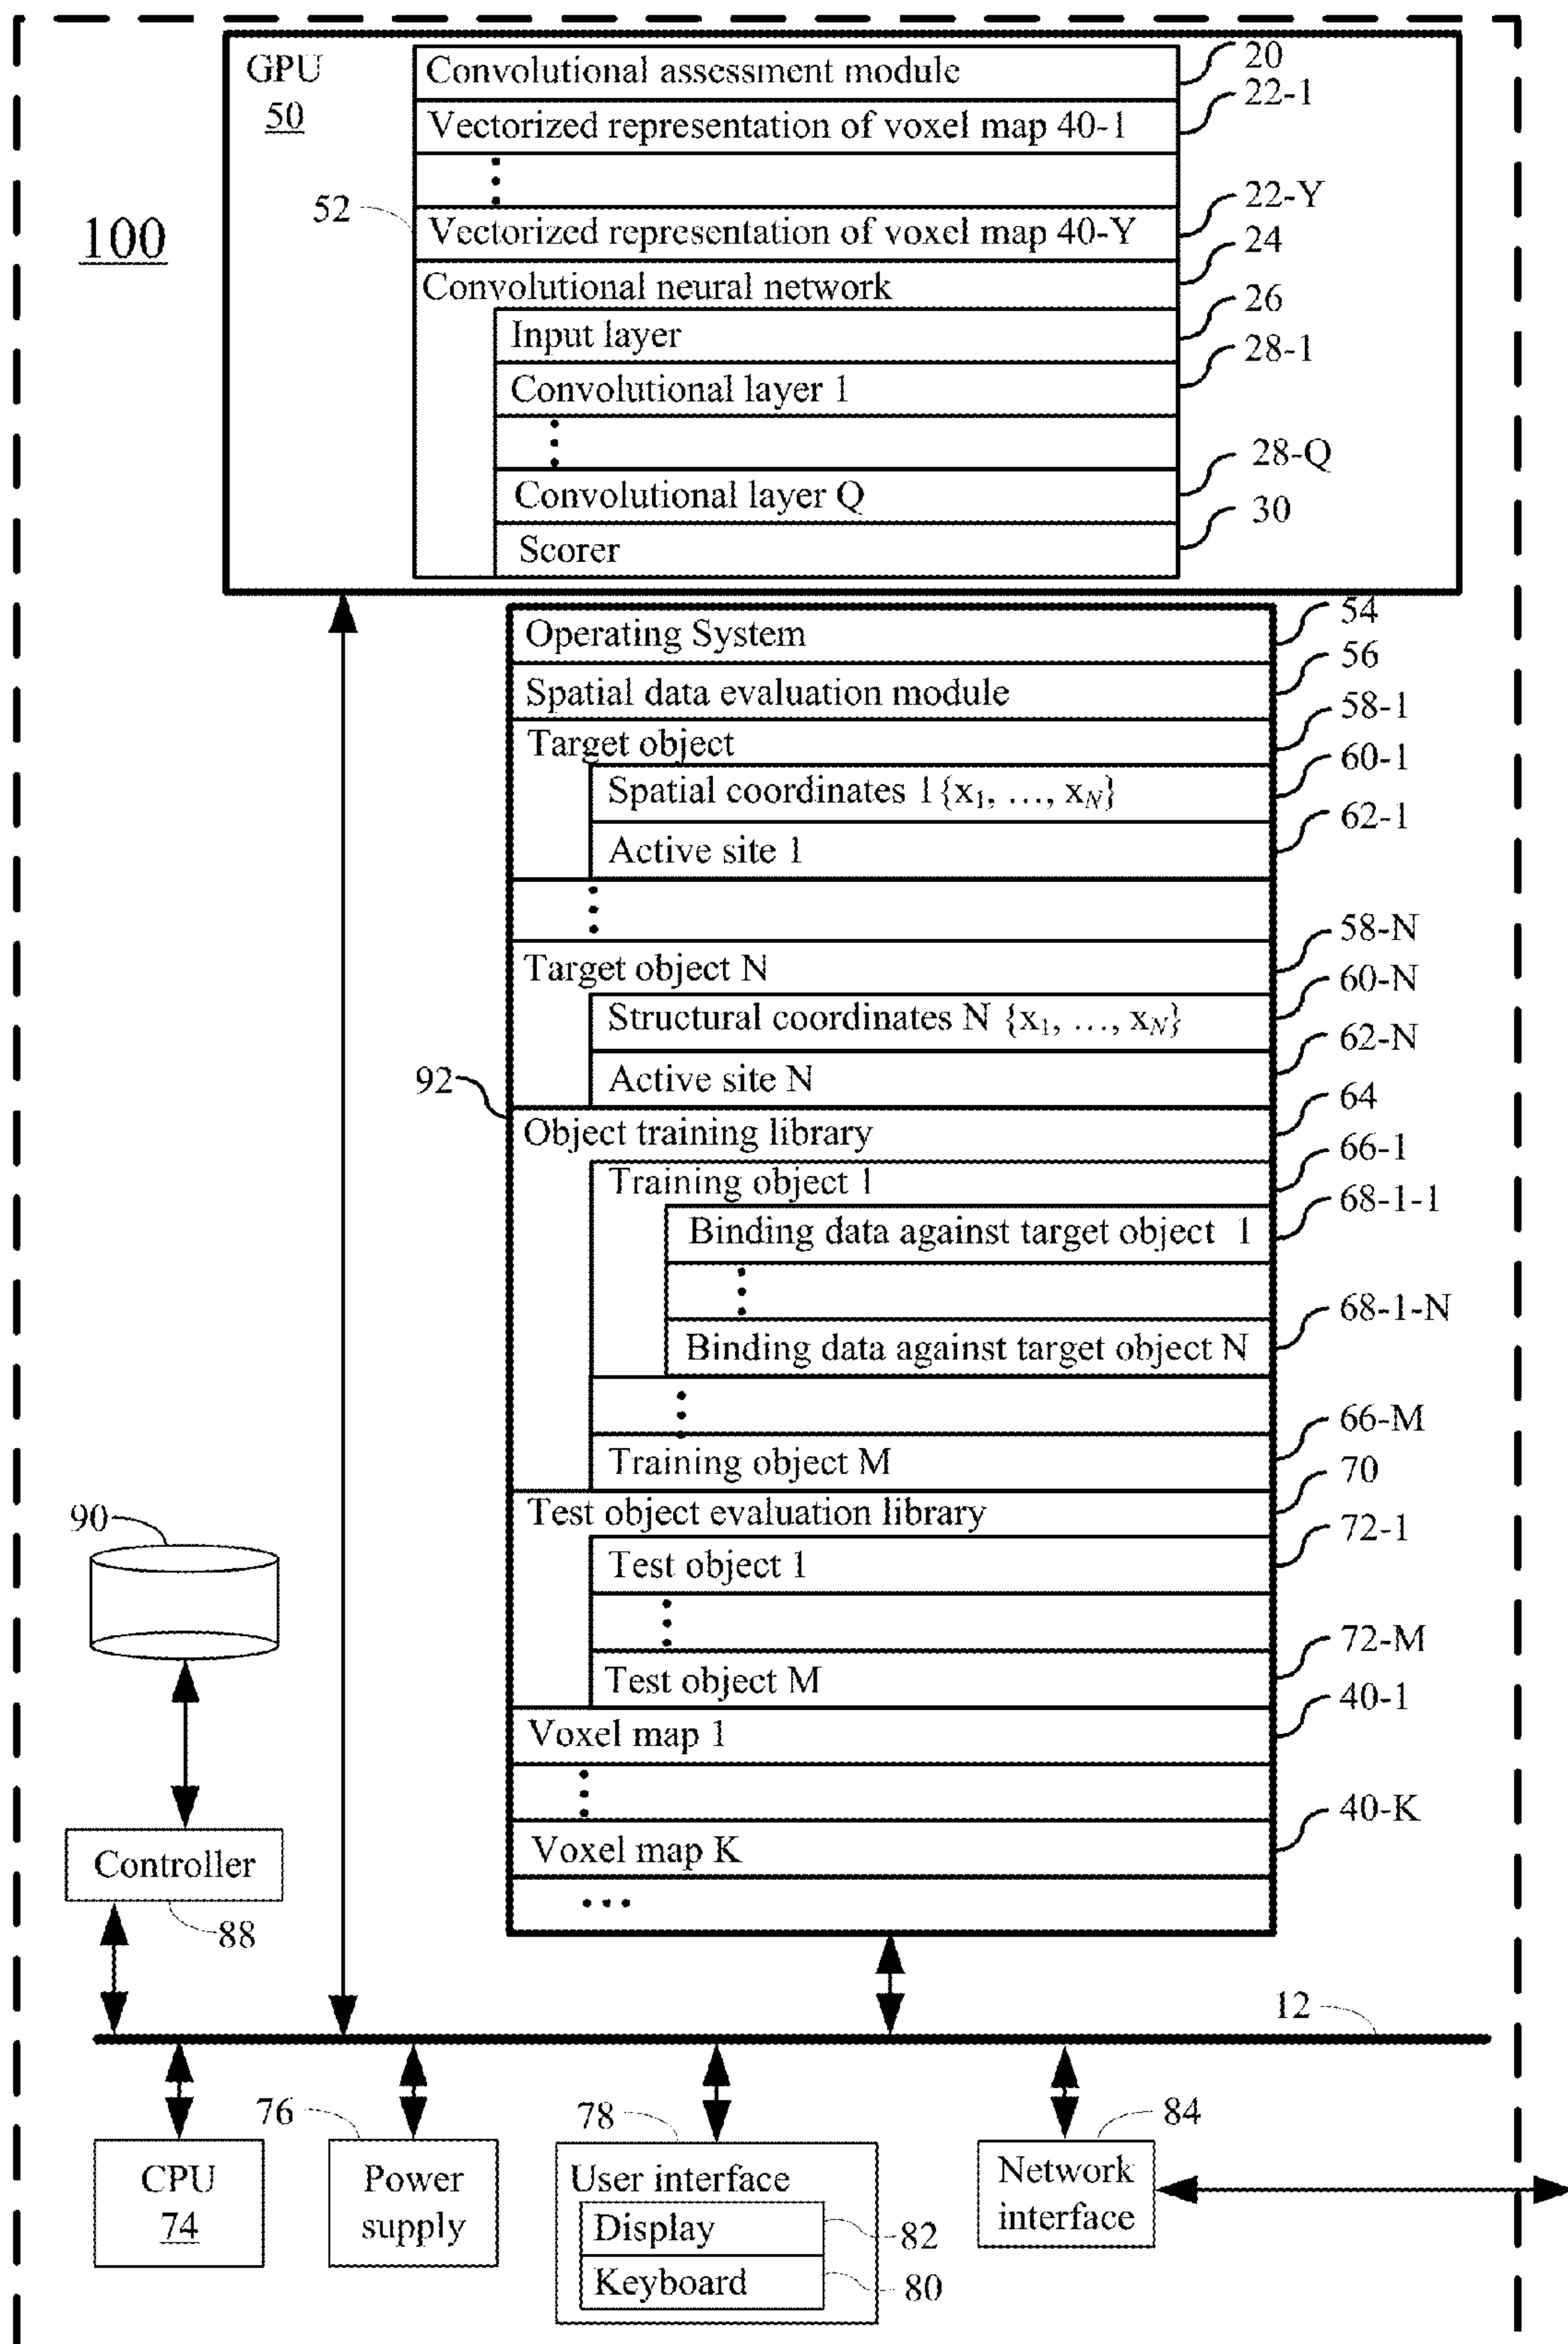 GPU
50
100
52
Convolutional assessment module
20
Vectorized representation of voxel map 40-1
22-1
Vectorized representation of voxel map 40-Y
22-Y
Convolutional neural network
24
Input layer
26
Convolutional layer 1
28-1
Convolutional layer Q
28-Q
Scorer
30
Operating System
54
Spatial data evaluation module
56
Target object
58-1
Spatial coordinates 1{x1, …, xN}
60-1
Active site 1
62-1
Target object N
58-N
Structural coordinates N {x1, …, xN}
60-N
Active site N
62-N
92
Object training library
64
Training object 1
66-1
Binding data against target object 1
68-1-1
Binding data against target object N
68-1-N
Training object M
66-M
Test object evaluation library
70
Test object 1
72-1
Test object M
72-M
Voxel map 1
40-1
Voxel map K
40-K
...
90
Controller
88
12
CPU
74
76
Power
supply
78
User interface
Display
82
Keyboard
80
84
Network
interface